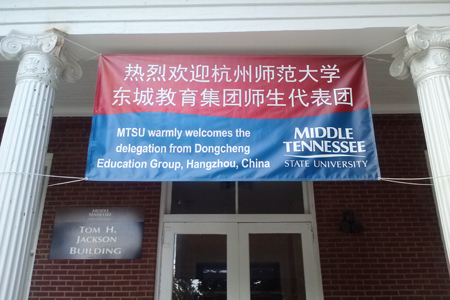 热烈欢迎杭州师范大学
东城教育集团师生代表团
MTSU warmly welcomes the
delegation from Dongcheng
Education Group, Hangzhou, China
MIDDLE
TENNESSEE
STATE UNIVERSITY
MIDDLE
TENNESSEE
TOM H.
JACKSON
BUILDING